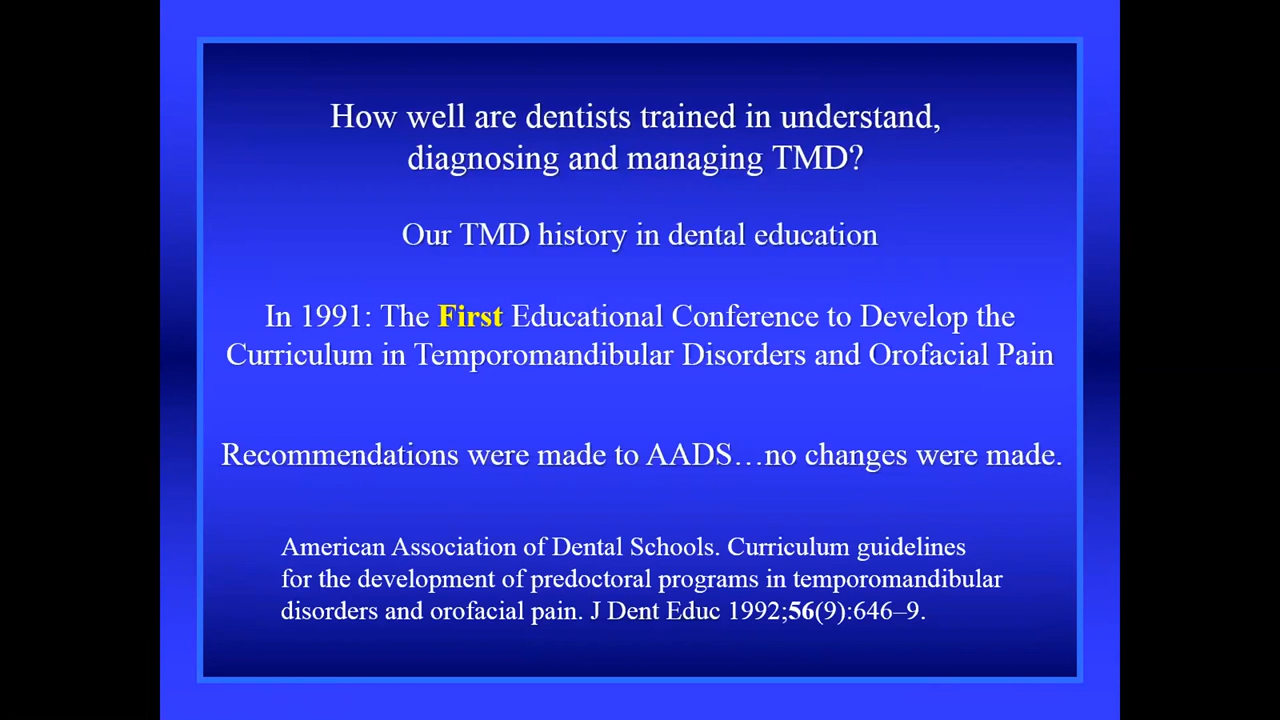 How well are dentists trained in understand,
diagnosing and managing TMD?
Our TMD history in dental education
In 1991: The First Educational Conference to Develop the
Curriculum in Temporomandibular Disorders and Orofacial Pain
Recommendations were made to AADS…no changes were made.
American Association of Dental Schools. Curriculum guidelines
for the development of predoctoral programs in temporomandibular
disorders and orofacial pain. J Dent Educ 1992;56(9):646–9.